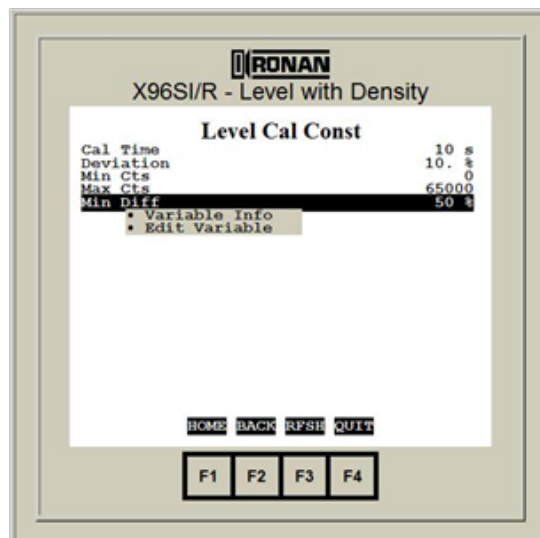 RONAN
X96SI/R - Level with Density
Level Cal Const
Cal Time 10 s
Deviation 10. %
Min Cts 0
Max Cts 65000
Min Diff 50 %
• Variable Info
• Edit Variable
HOME BACK RFSH QUIT
F1 F2 F3 F4